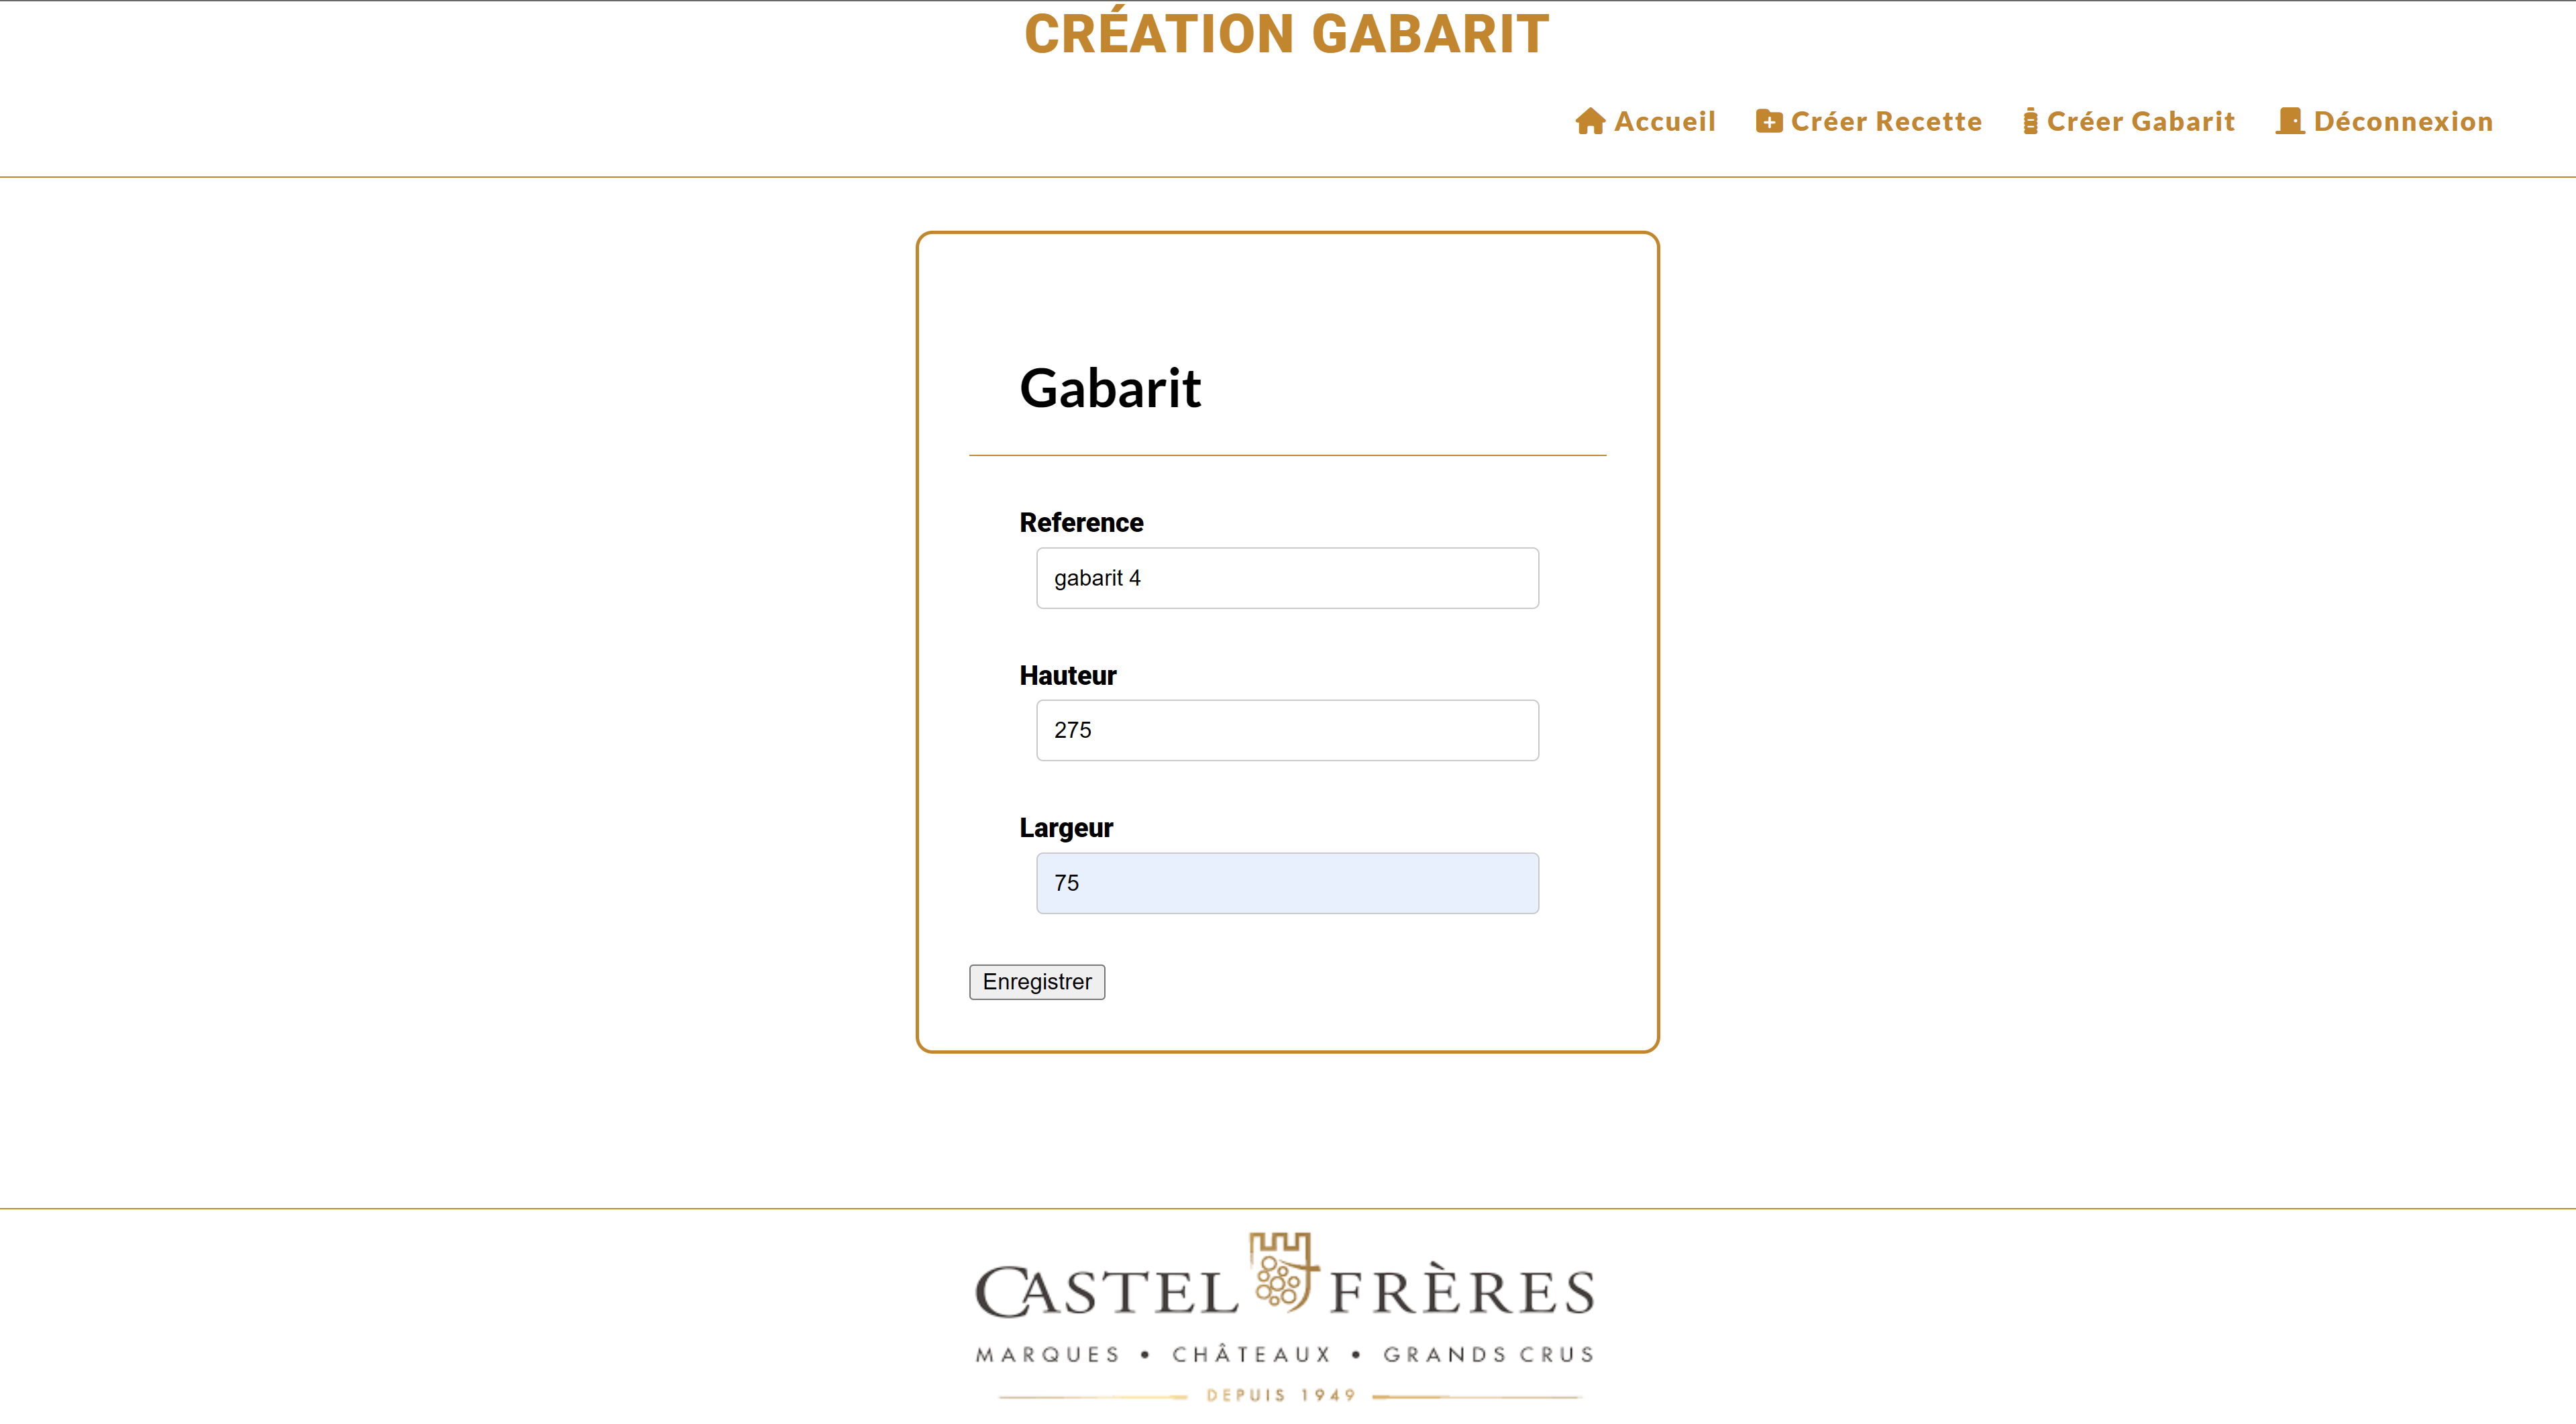 CRÉATION GABARIT
Accueil Créer Recette Créer Gabarit Déconnexion
Gabarit
Reference
gabarit 4
Hauteur
275
Largeur
75
Enregistrer
CASTEL FRÈRES
MARQUES • CHÂTEAUX • GRANDS CRUS
DEPUIS 1949